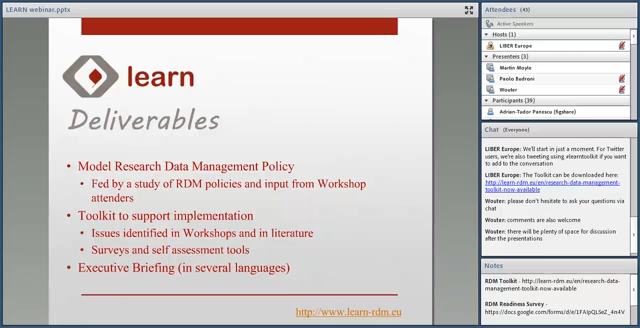 LEARN webinar.pptx
learn
Deliverables
• Model Research Data Management Policy
• Fed by a study of RDM policies and input from Workshop
attenders
• Toolkit to support implementation
• Issues identified in Workshops and in literature
• Surveys and self assessment tools
• Executive Briefing (in several languages)
http://www.learn-rdm.eu
Attendees (43)
Active Speakers
Hosts (1)
LIBER Europe
Presenters (3)
Martin Moyle
Paolo Budroni
Wouter
Participants (39)
Adrian-Tudor Panescu (figshare)
Chat (Everyone)
LIBER Europe: We'll start in just a moment. For Twitter
users, we're also tweeting using #learntoolkit if you want
to add to the conversation
LIBER Europe: The Toolkit can be downloaded here:
http://learn-rdm.eu/en/research-data-management-
toolkit-now-available
Wouter: please don't hesitate to ask your questions via
chat
Wouter: comments are also welcome
Wouter: there will be plenty of space for discussion
after the presentations
Notes
RDM Toolkit - http://learn-rdm.eu/en/research-data-
management-toolkit-now-available
RDM Readiness Survey -